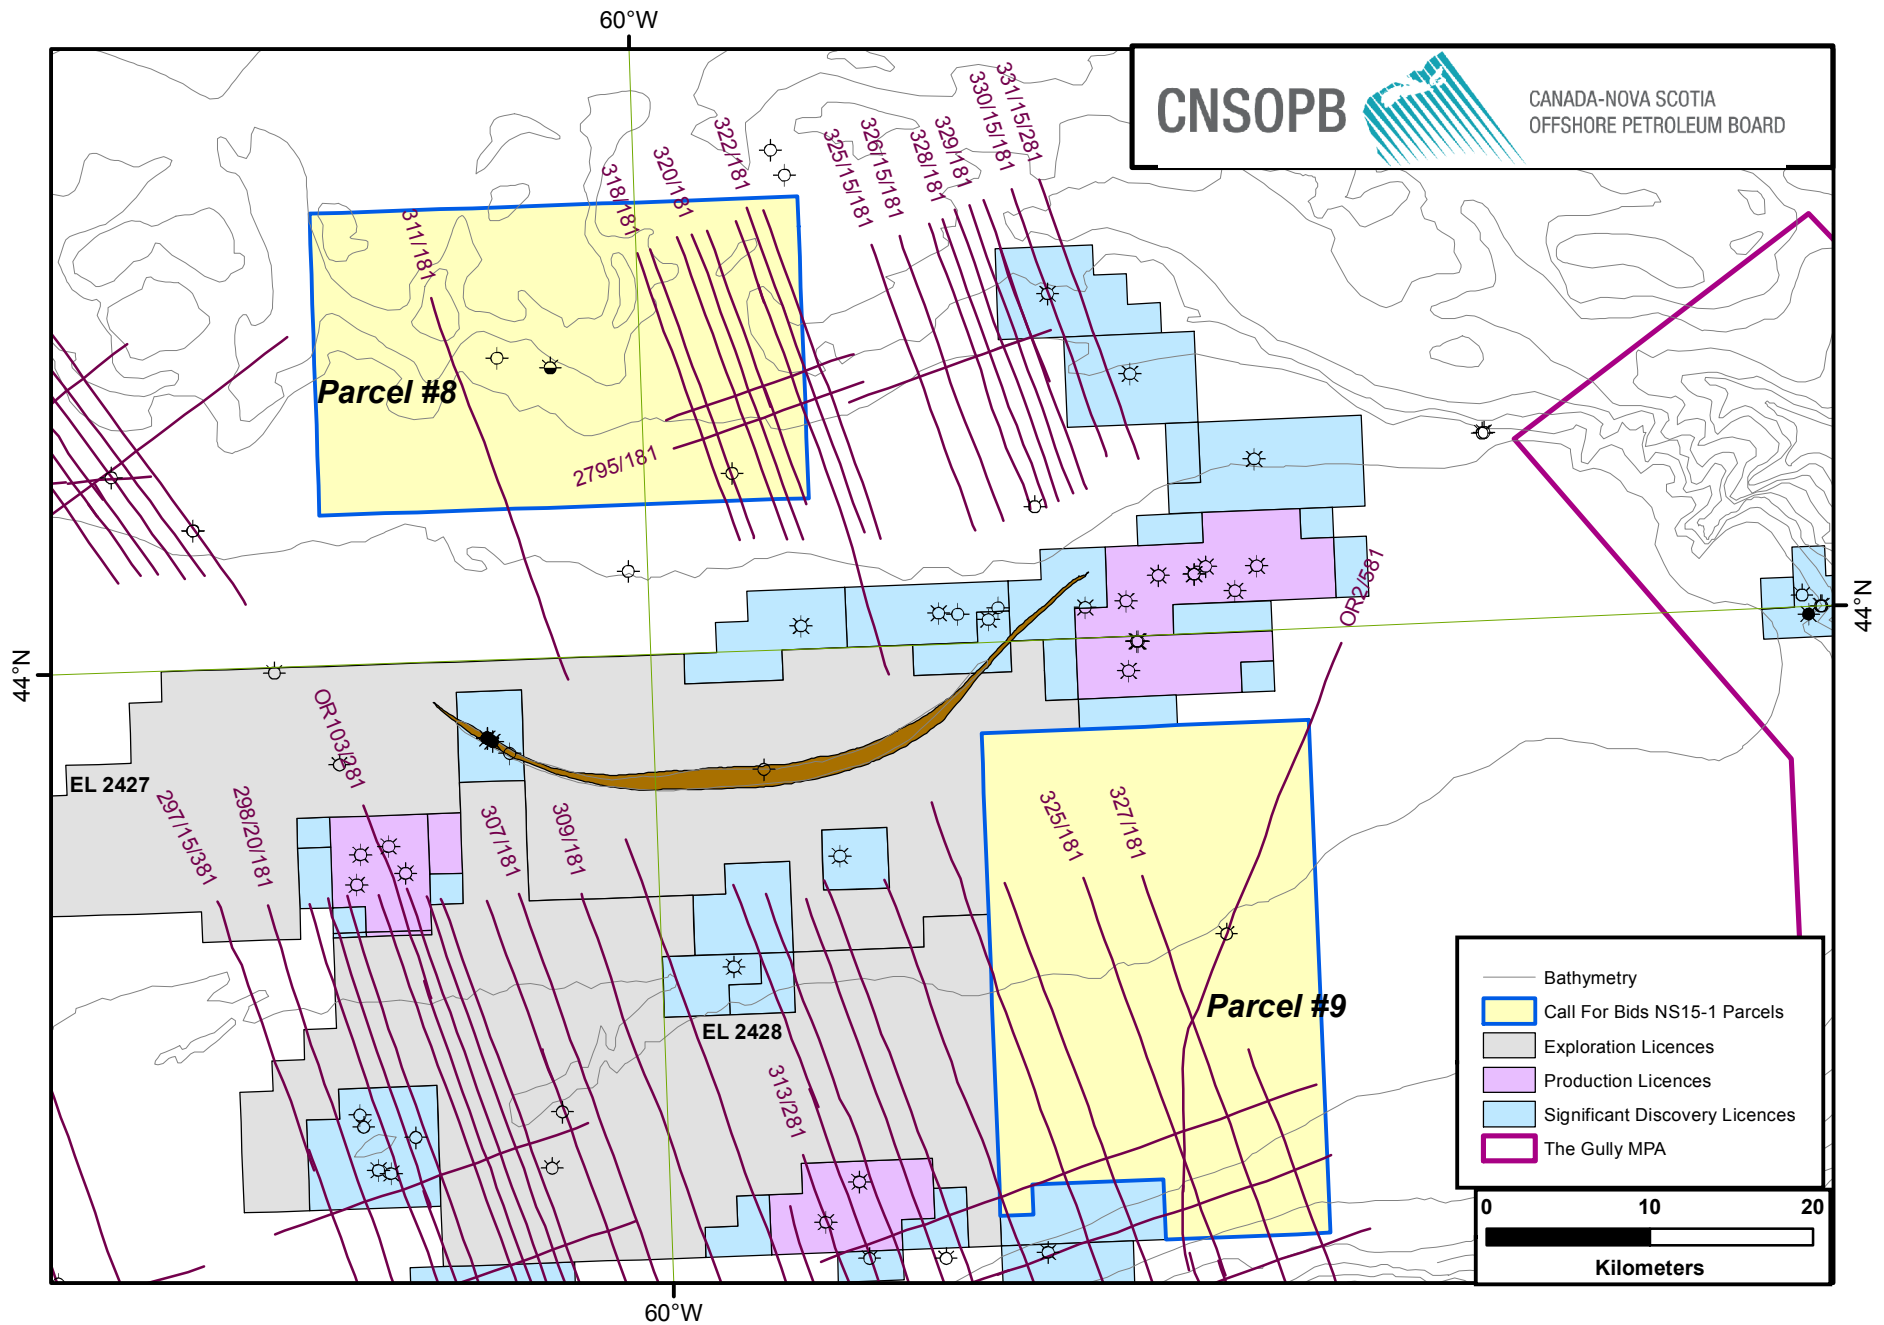 60°W
CNSOPB
CANADA-NOVA SCOTIA
OFFSHORE PETROLEUM BOARD
331/15/281
330/15/181
329/181
328/181
326/15/181
325/15/181
322/181
320/181
318/181
311/181
Parcel #8
2795/181
OR2/581
44°N
44°N
OR103/281
EL 2427
297/15/381
298/20/181
307/181
309/181
325/181
327/181
Parcel #9
EL 2428
313/281
Bathymetry
Call For Bids NS15-1 Parcels
Exploration Licences
Production Licences
Significant Discovery Licences
The Gully MPA
0 10 20
Kilometers
60°W